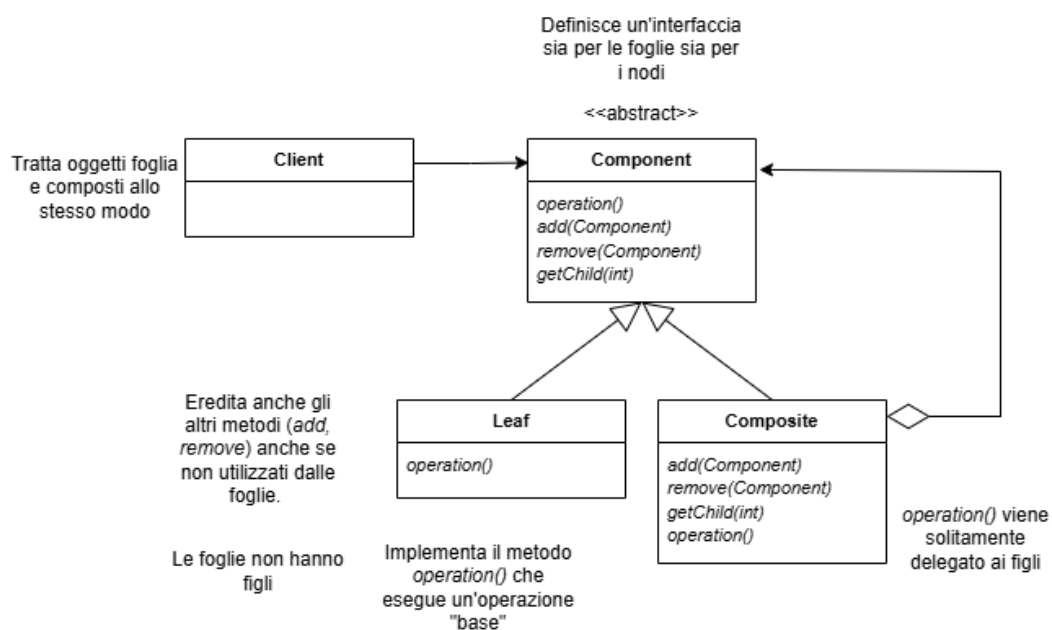 Definisce un'interfaccia
sia per le foglie sia per
i nodi
<<abstract>>
Tratta oggetti foglia
e composti allo
stesso modo
Client
Component
operation()
add(Component)
remove(Component)
getChild(int)
Eredita anche gli
altri metodi (add,
remove) anche se
non utilizzati dalle
foglie.
Le foglie non hanno
figli
Leaf
operation()
Implementa il metodo
operation() che
esegue un'operazione
"base"
Composite
add(Component)
remove(Component)
getChild(int)
operation()
operation() viene
solitamente
delegato ai figli